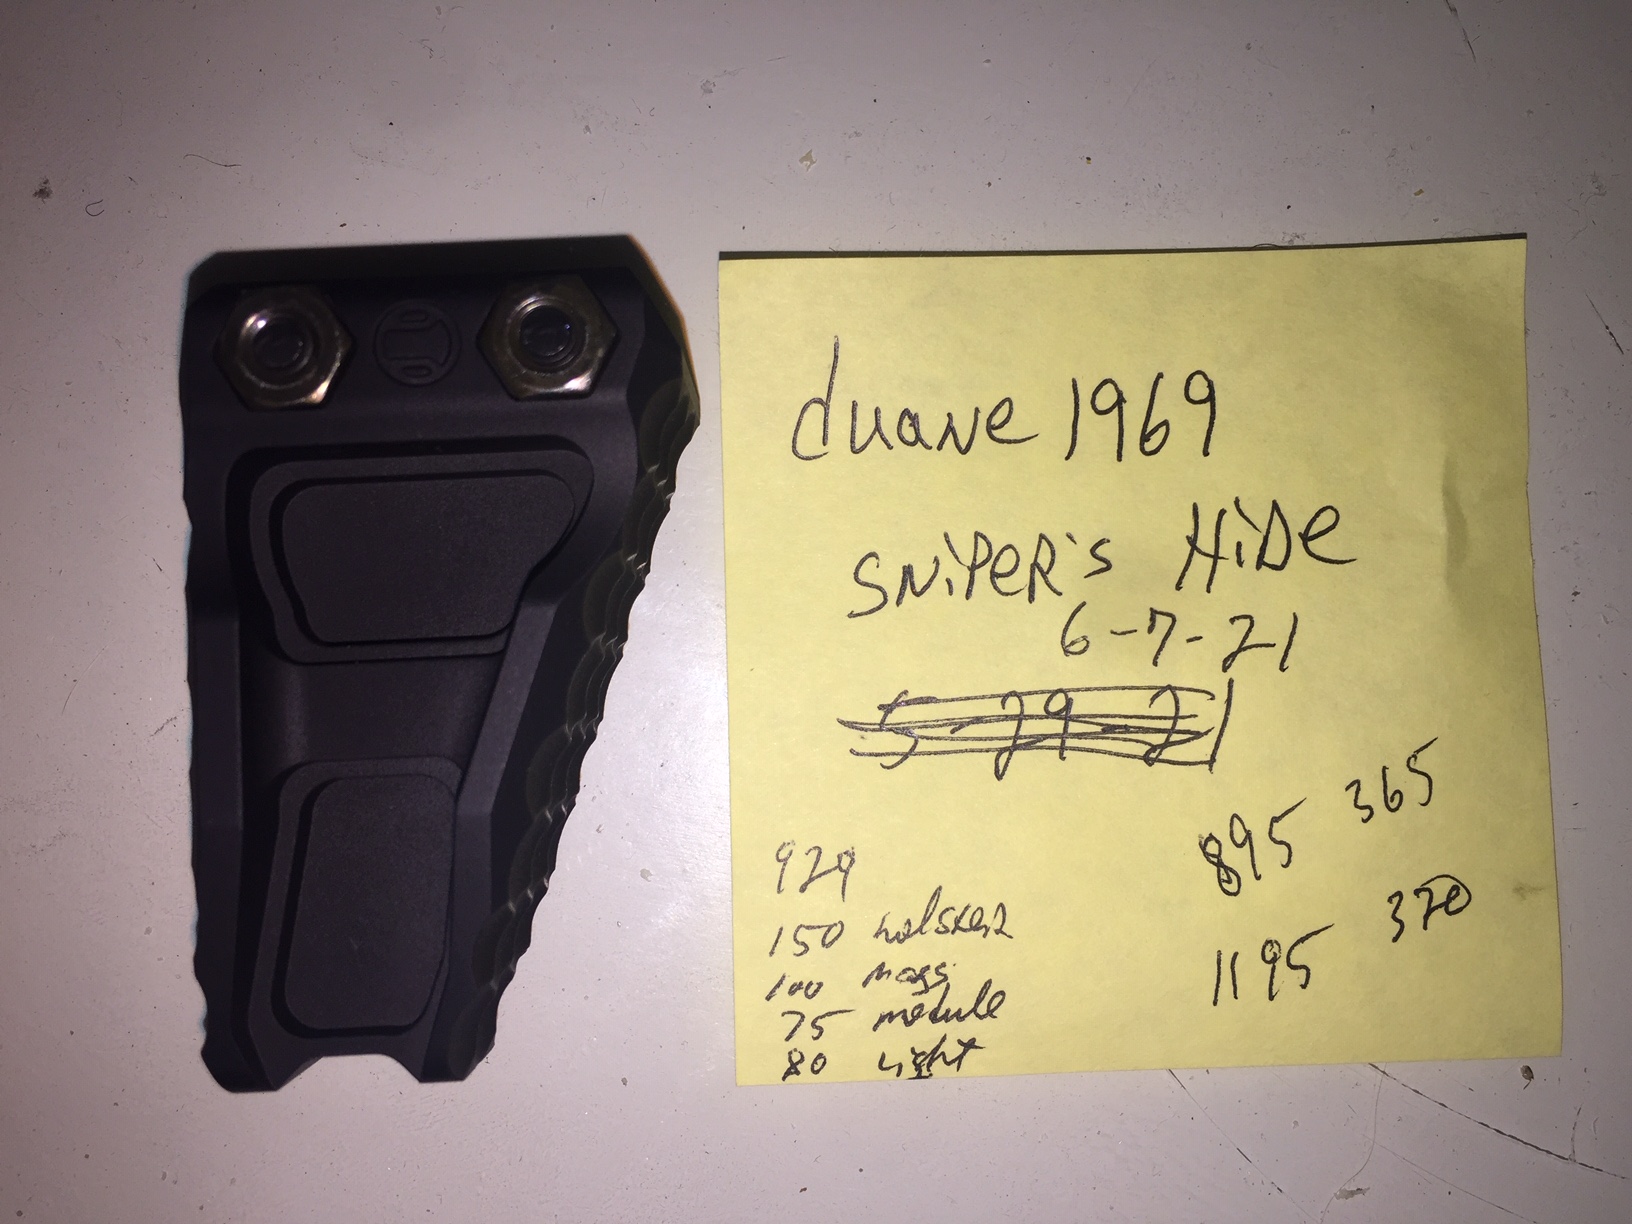 duane 1969
SNiPER's HiDe
6-7-21
5-29-21
895 365
929
150 holster
1195 370
100 mags
75 module
80 Light